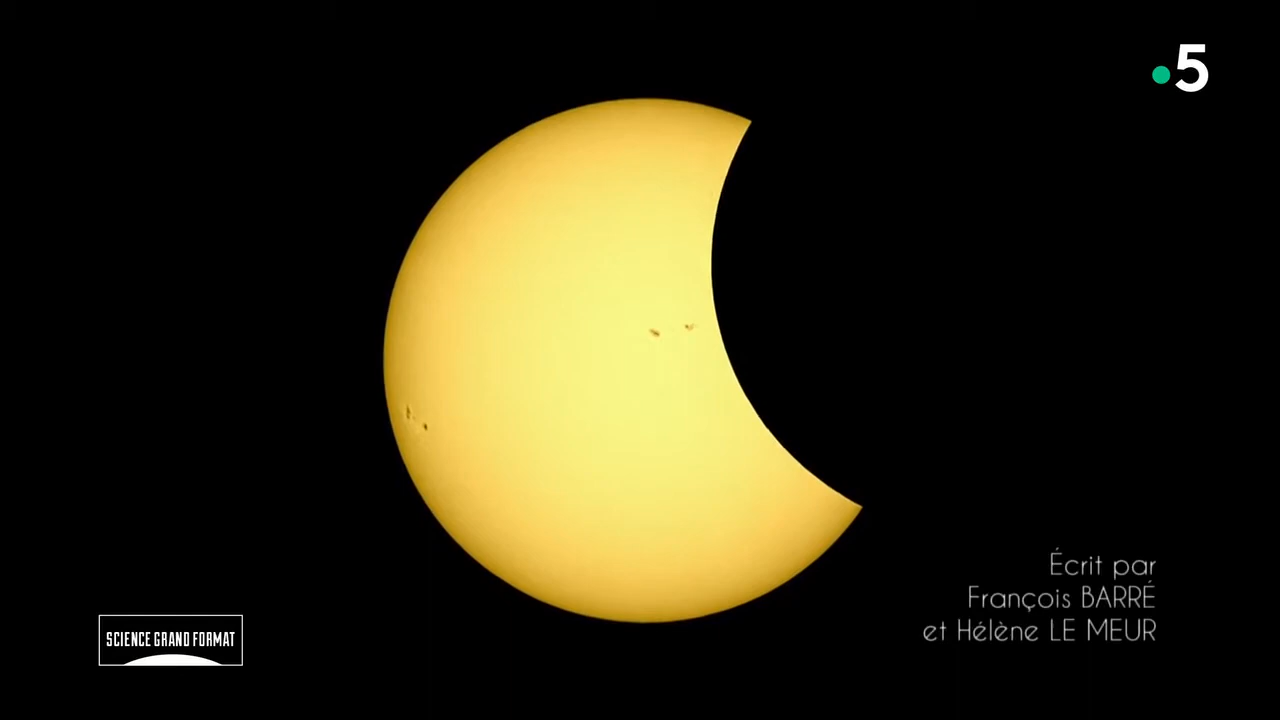 5
Écrit par
François BARRÉ
et Hélène LE MEUR
SCIENCE GRAND FORMAT